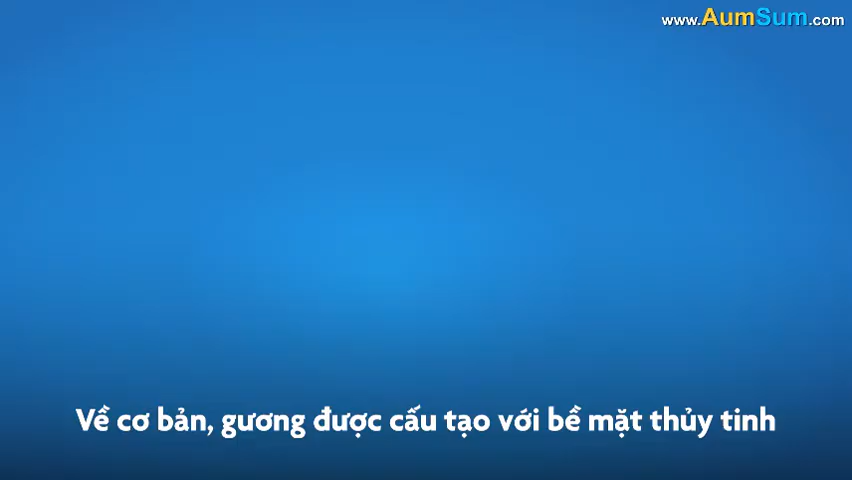 www.AumSum.com
Về cơ bản, gương được cấu tạo với bề mặt thủy tinh